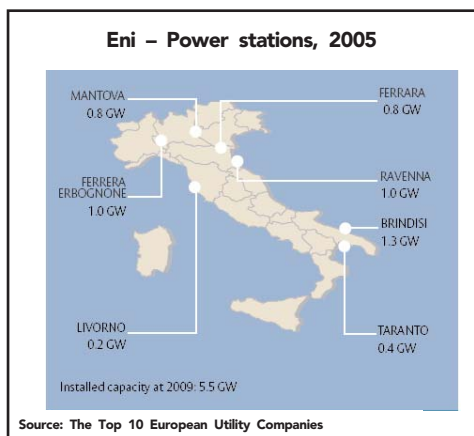 Eni – Power stations, 2005
MANTOVA
0.8 GW
FERRARA
0.8 GW
FERRERA
ERBOGNONE
1.0 GW
RAVENNA
1.0 GW
BRINDISI
1.3 GW
LIVORNO
0.2 GW
TARANTO
0.4 GW
Installed capacity at 2009: 5.5 GW
Source: The Top 10 European Utility Companies